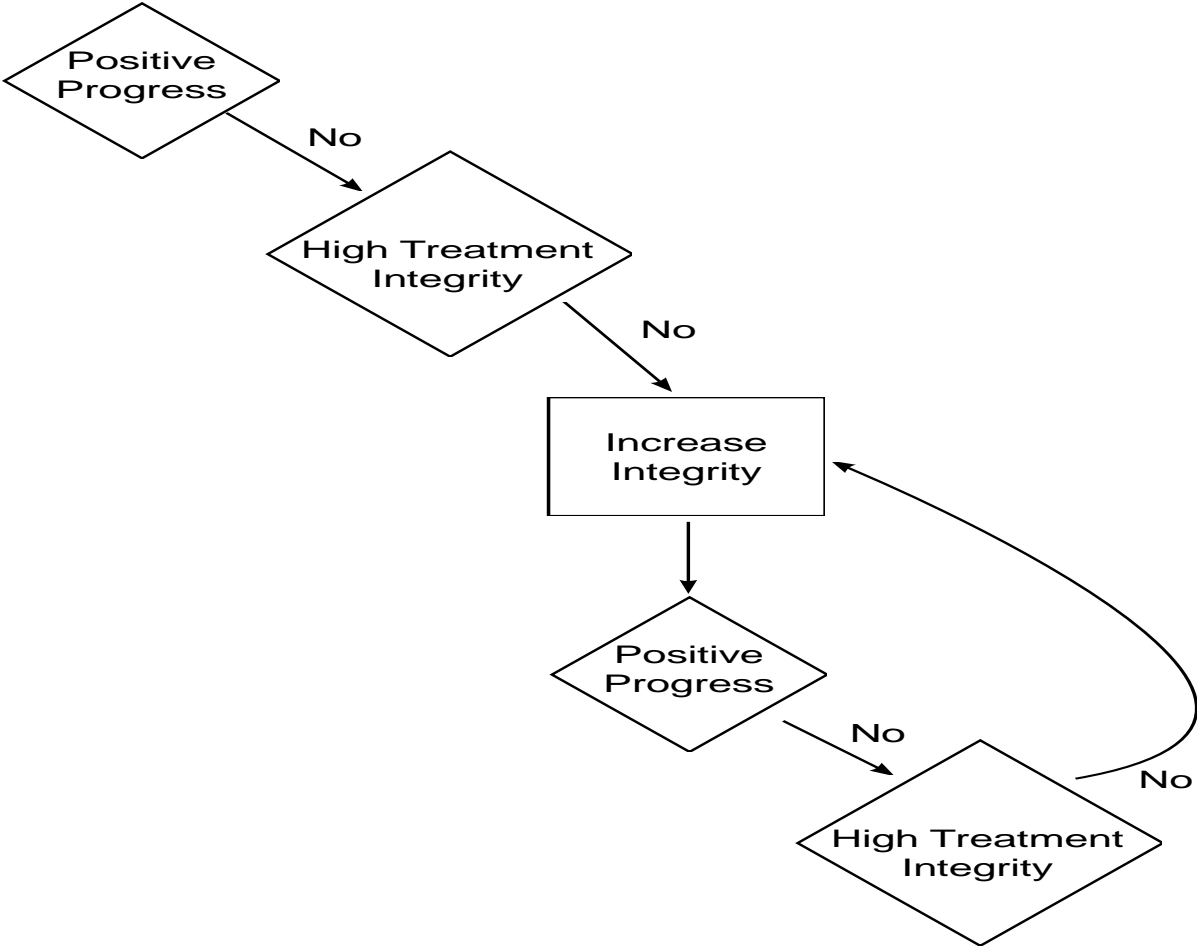 Positive
Progress
No
High Treatment
Integrity
No
Increase
Integrity
Positive
Progress
No
No
High Treatment
Integrity